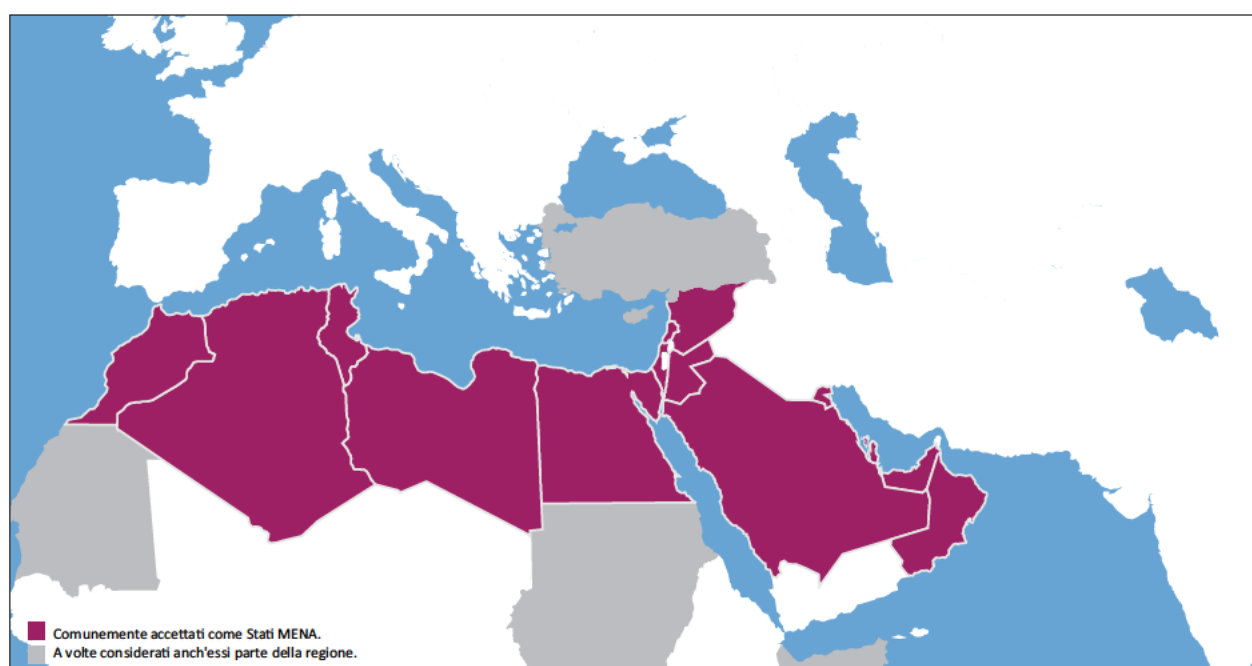 Comunemente accettati come Stati MENA.
A volte considerati anch'essi parte della regione.